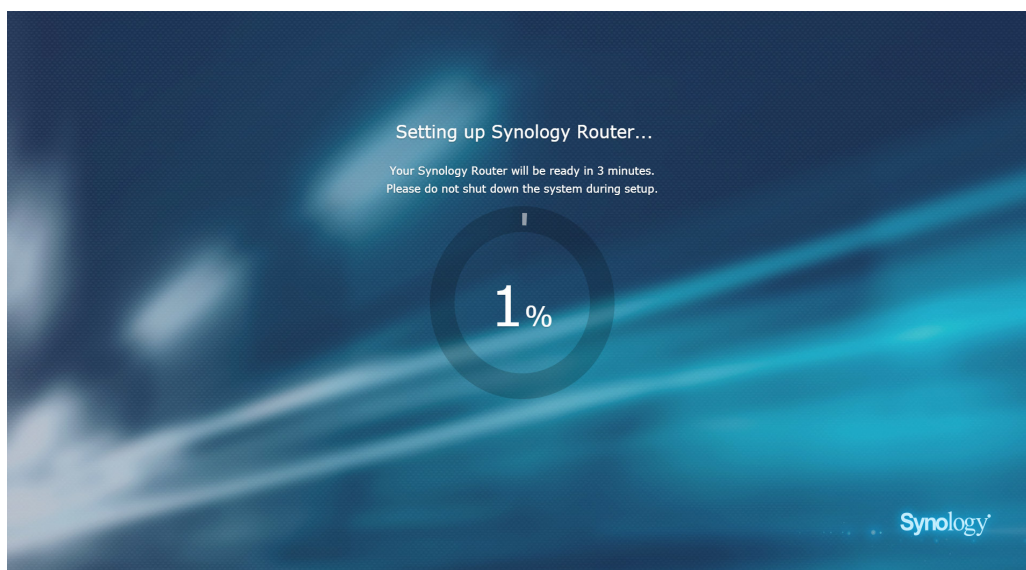 Setting up Synology Router...
Your Synology Router will be ready in 3 minutes.
Please do not shut down the system during setup.
1%
Synology